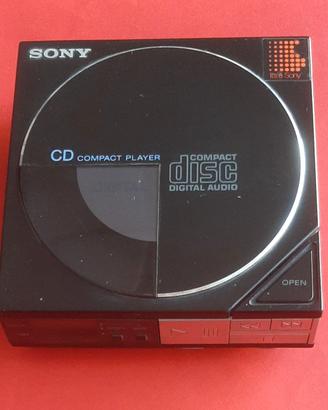 SONY
It's a Sony
CD COMPACT PLAYER
COMPACT
disc
DIGITAL AUDIO
OPEN